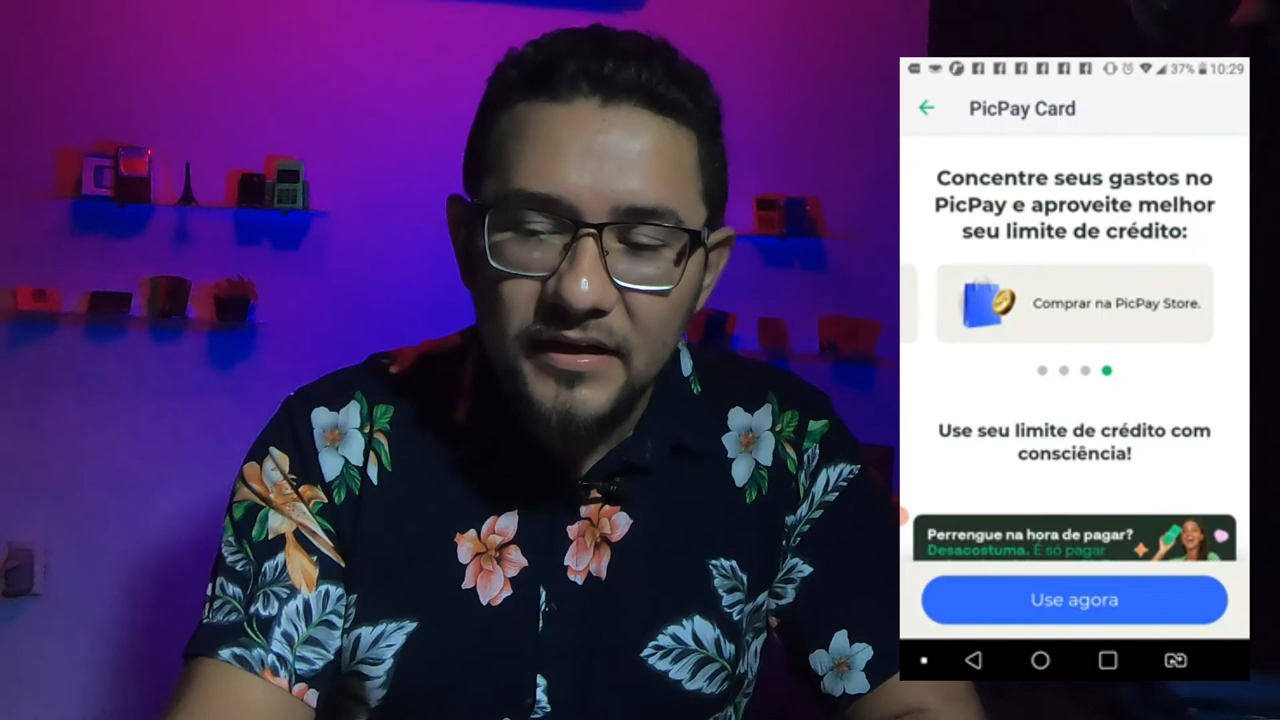 37% 10:29
PicPay Card
Concentre seus gastos no
PicPay e aproveite melhor
seu limite de crédito:
Comprar na PicPay Store.
Use seu limite de crédito com
consciência!
Perrengue na hora de pagar?
Desacostuma. É só pagar
Use agora